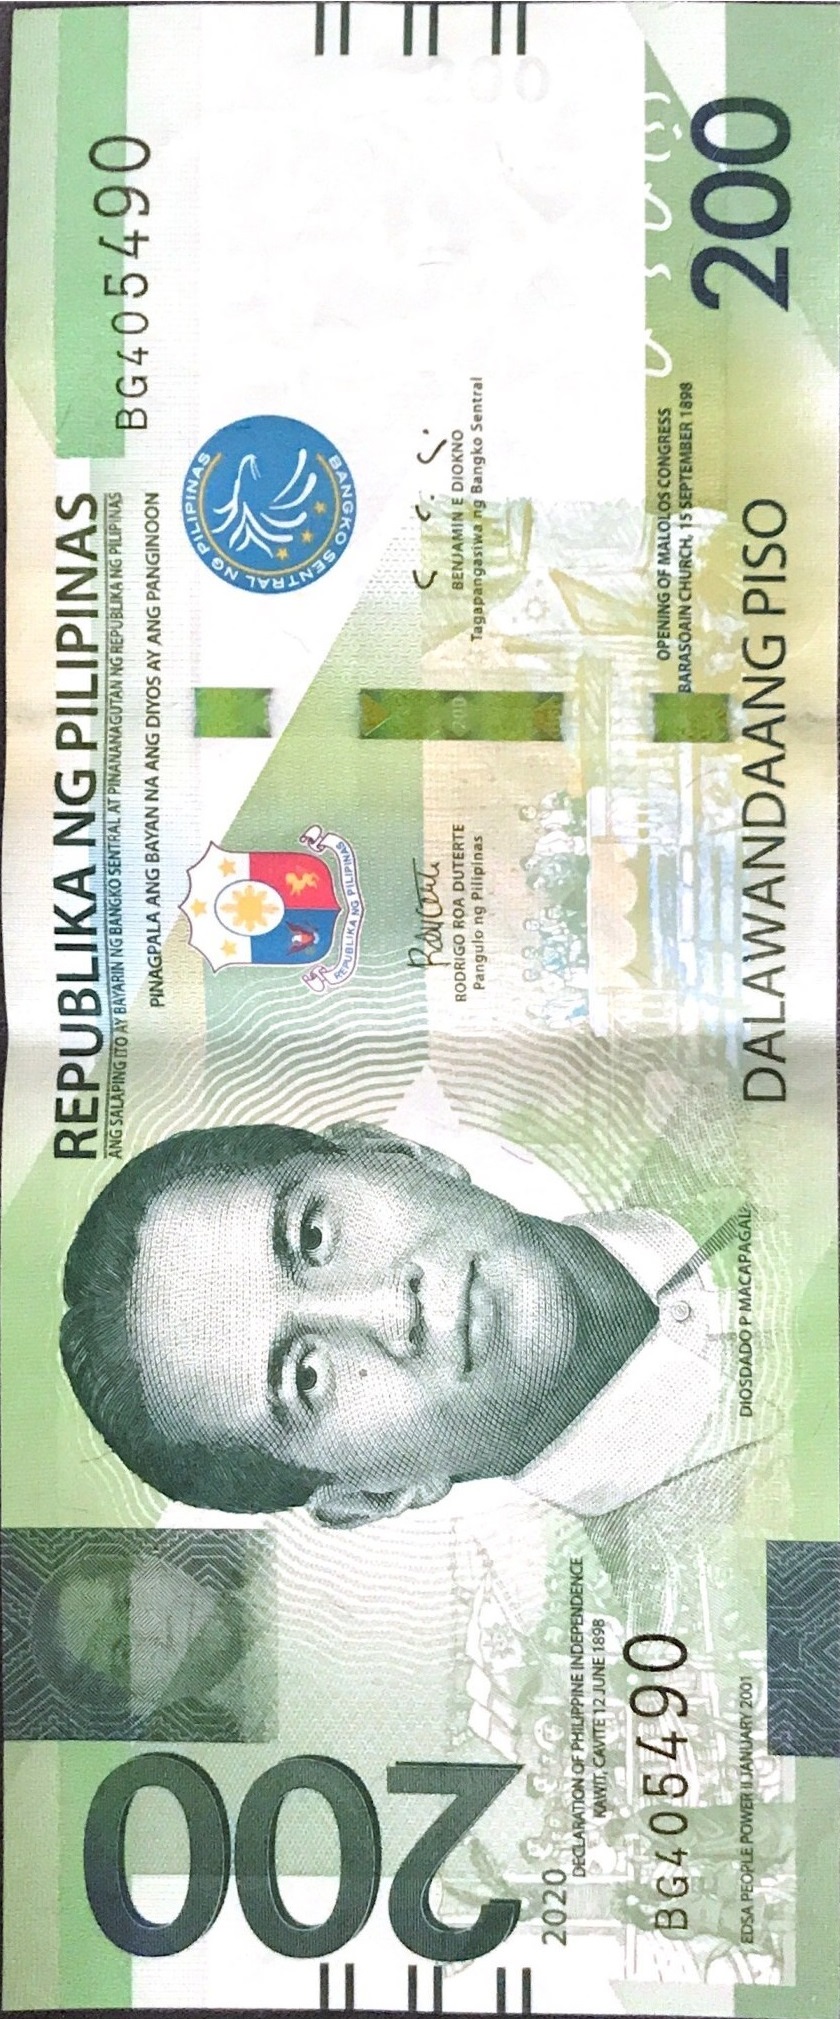 REPUBLIKA NG PILIPINAS
ANG SALAPING ITO AY BAYARIN NG BANGKO SENTRAL AT PINANANAGUTAN NG REPUBLIKA NG PILIPINAS
PINAGPALA ANG BAYAN NA ANG DIYOS AY ANG PANGINOON
BG405490
200
BANGKO SENTRAL NG PILIPINAS
REPUBLIKA NG PILIPINAS
RODRIGO ROA DUTERTE
Pangulo ng Pilipinas
BENJAMIN E DIOKNO
Tagapangasiwa ng Bangko Sentral
200
200
2020
DECLARATION OF PHILIPPINE INDEPENDENCE
KAWIT, CAVITE 12 JUNE 1898
BG405490
EDSA PEOPLE POWER II JANUARY 2001
DIOSDADO P MACAPAGAL
OPENING OF MALOLOS CONGRESS
BARASOAIN CHURCH, 15 SEPTEMBER 1898
DALAWANDAANG PISO
200